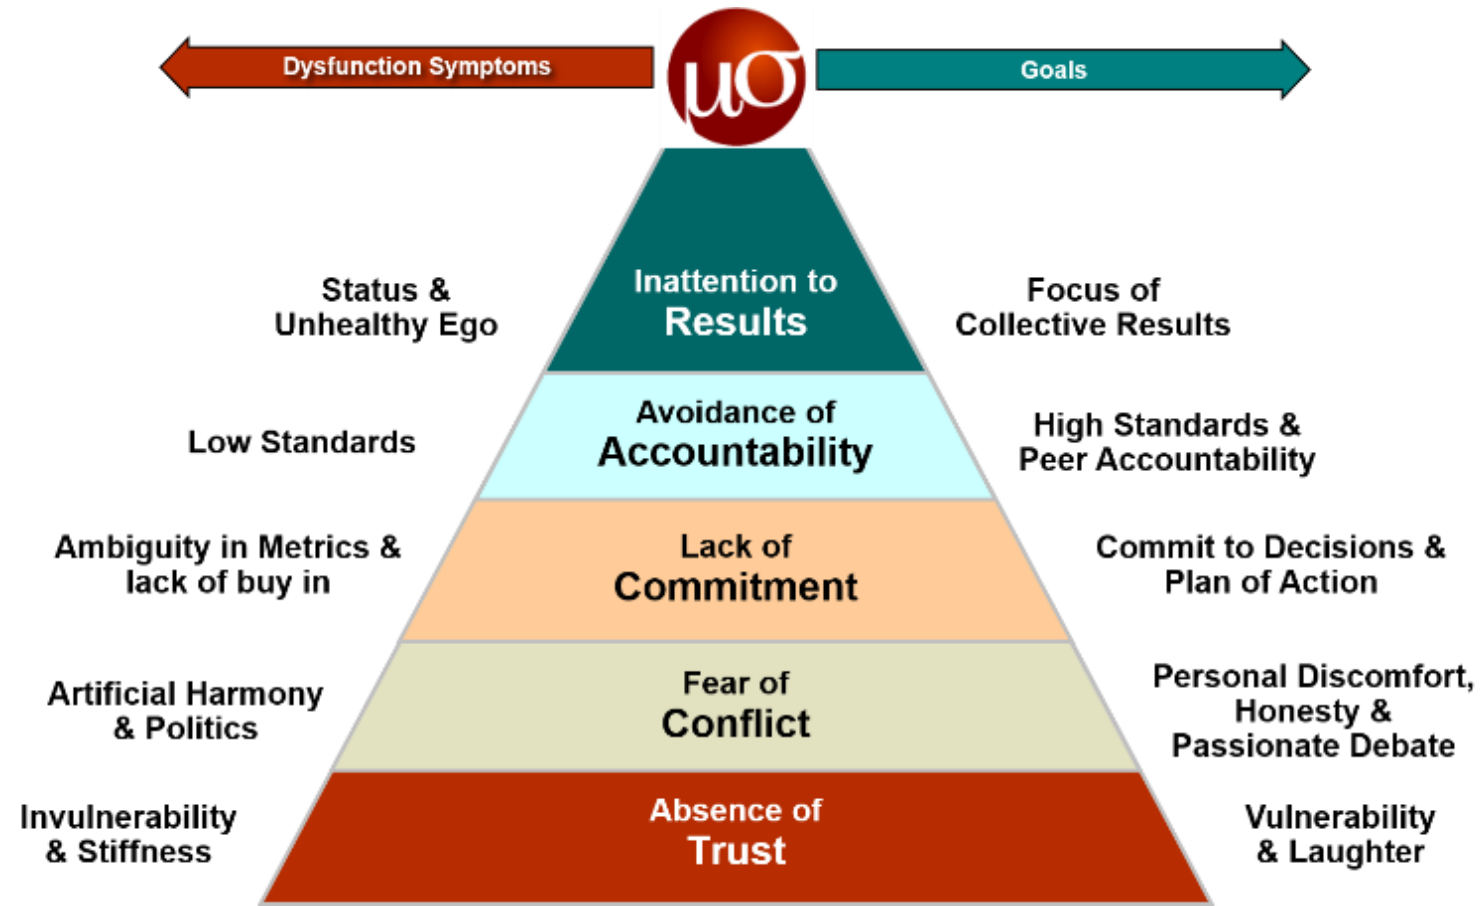 Dysfunction Symptoms
μσ
Goals
Status &
Unhealthy Ego
Inattention to
Results
Focus of
Collective Results
Low Standards
Avoidance of
Accountability
High Standards &
Peer Accountability
Ambiguity in Metrics &
lack of buy in
Lack of
Commitment
Commit to Decisions &
Plan of Action
Artificial Harmony
& Politics
Fear of
Conflict
Personal Discomfort,
Honesty &
Passionate Debate
Invulnerability
& Stiffness
Absence of
Trust
Vulnerability
& Laughter